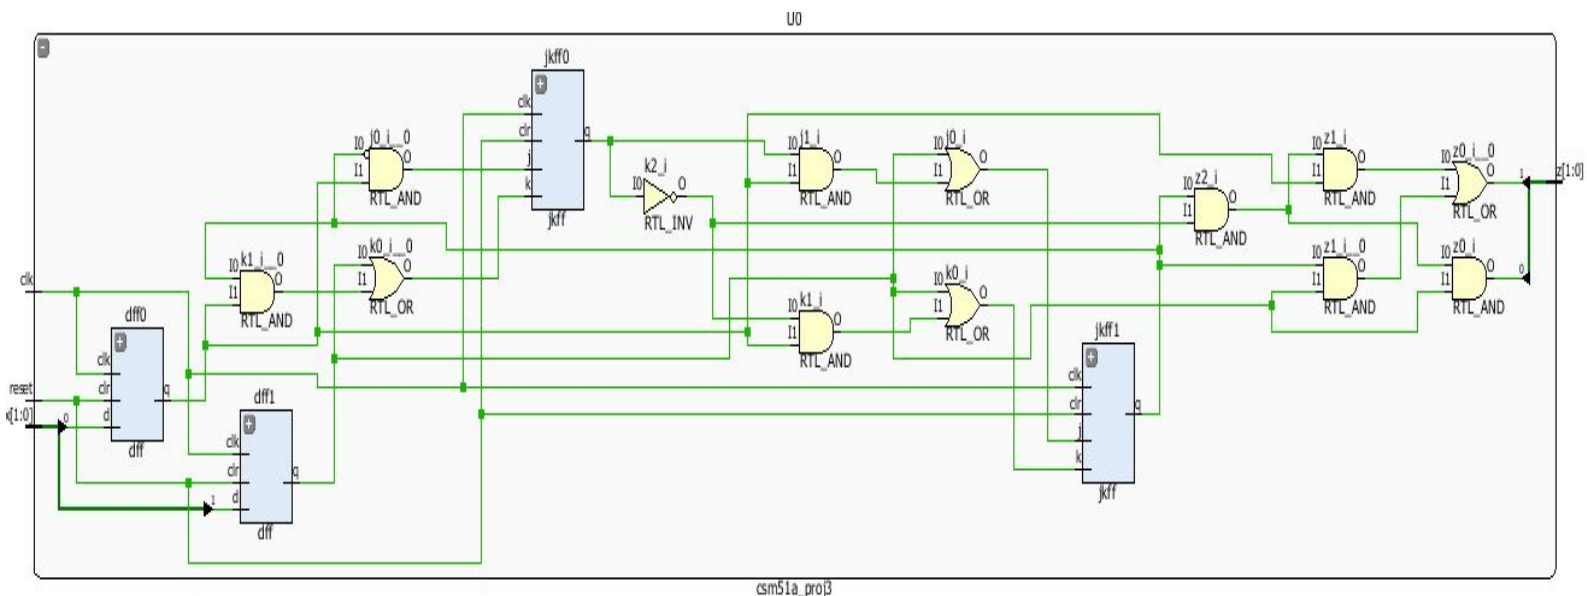 U0
jkff0
clk
clr
j
k
q
jkff
j0_i__0
I0
I1
O
RTL_AND
k2_i
I0
O
RTL_INV
j1_i
I0
I1
O
RTL_AND
j0_i
I0
I1
O
RTL_OR
z2_i
I0
I1
O
RTL_AND
z1_i
I0
I1
O
RTL_AND
z0_i__0
I0
I1
O
RTL_OR
1
z[1:0]
0
k1_i__0
I0
I1
O
RTL_AND
k0_i__0
I0
I1
O
RTL_OR
k1_i
I0
I1
O
RTL_AND
k0_i
I0
I1
O
RTL_OR
z1_i__0
I0
I1
O
RTL_AND
z0_i
I0
I1
O
RTL_AND
clk
reset
x[1:0]
0
1
dff0
clk
clr
d
q
dff
dff1
clk
clr
d
q
dff
jkff1
clk
clr
j
k
q
jkff
csm51a_proj3